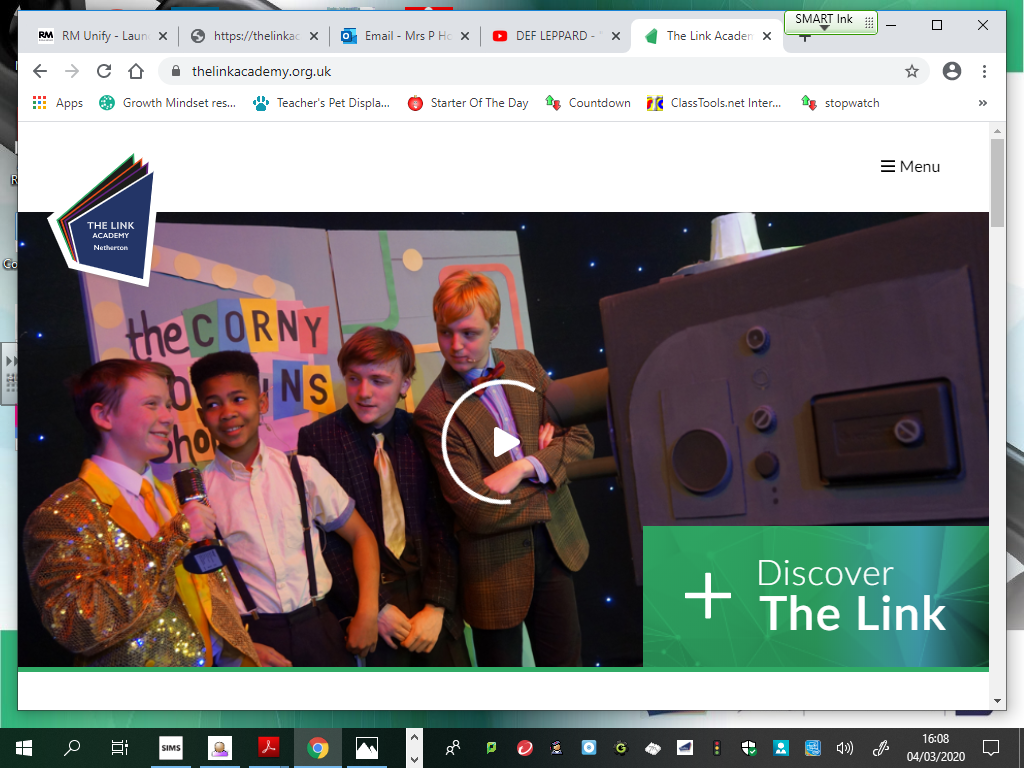 SMART Ink
RM Unify - Laun
https://thelinkac
Email - Mrs P Ho
DEF LEPPARD - "
The Link Academ
thelinkacademy.org.uk
Apps
Growth Mindset res...
Teacher's Pet Displa...
Starter Of The Day
Countdown
ClassTools.net Inter...
stopwatch
»
Menu
THE LINK
ACADEMY
Netherton
the CORNY
Sho
Discover
The Link
SIMS
16:08
04/03/2020